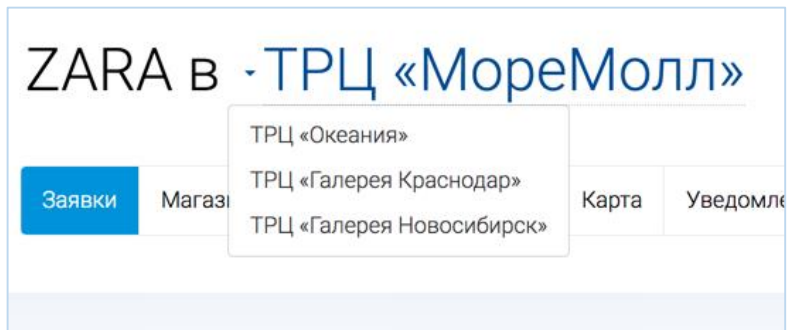 ZARA в ТРЦ «МореМолл»
ТРЦ «Океания»
ТРЦ «Галерея Краснодар»
ТРЦ «Галерея Новосибирск»
Заявки Карта